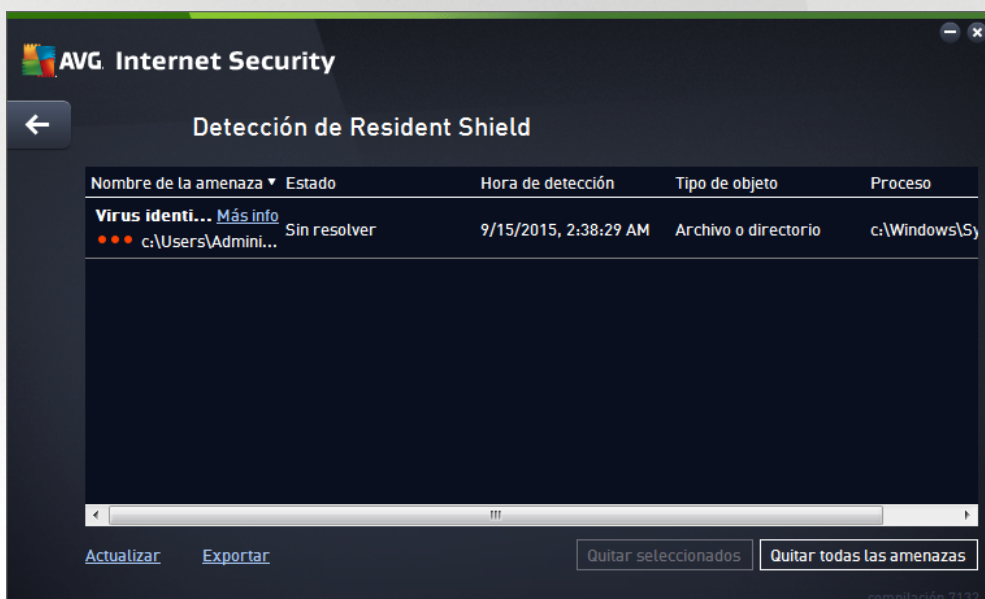 AVG. Internet Security
Detección de Resident Shield
Nombre de la amenaza Estado Hora de detección Tipo de objeto Proceso
Virus identi... Más info
Sin resolver 9/15/2015, 2:38:29 AM Archivo o directorio c:\Windows\Sy
c:\Users\Admini...
Actualizar Exportar Quitar seleccionados Quitar todas las amenazas
compilación 7122